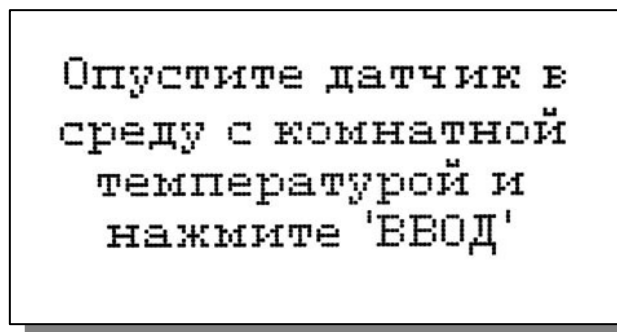 Опустите датчик в
среду с комнатной
температурой и
нажмите 'ВВОД'